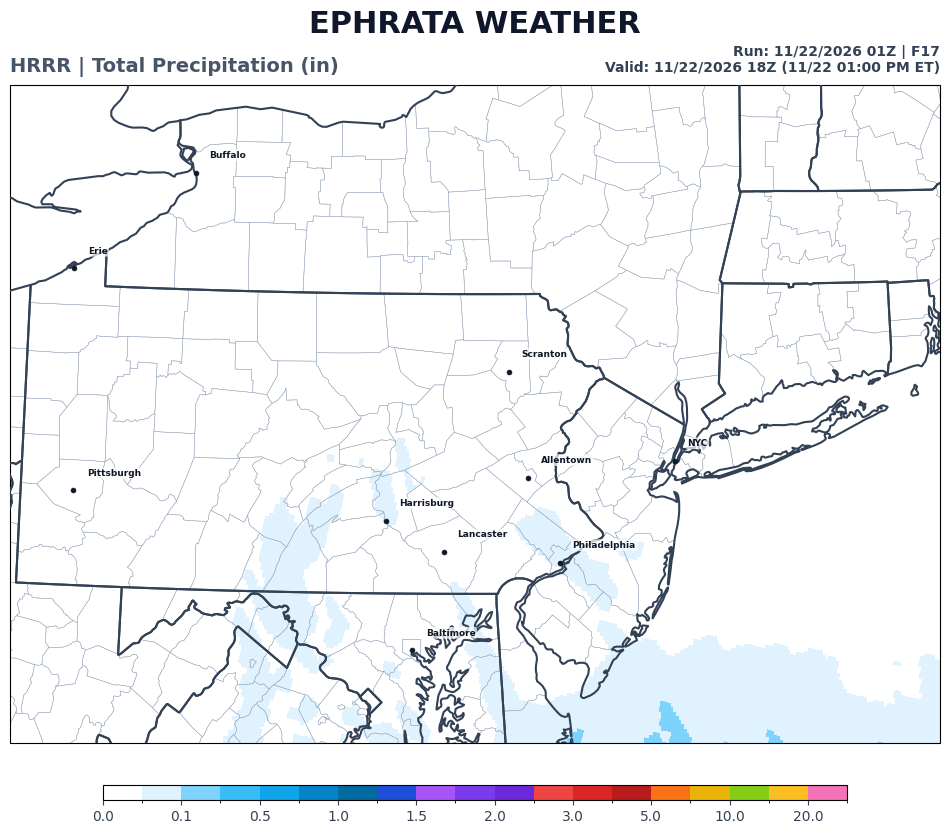 EPHRATA WEATHER
HRRR | Total Precipitation (in)
Run: 11/22/2026 01Z | F17
Valid: 11/22/2026 18Z (11/22 01:00 PM ET)
Buffalo
Erie
Scranton
NYC
Allentown
Pittsburgh
Harrisburg
Lancaster
Philadelphia
Baltimore
0.0 0.1 0.5 1.0 1.5 2.0 3.0 5.0 10.0 20.0